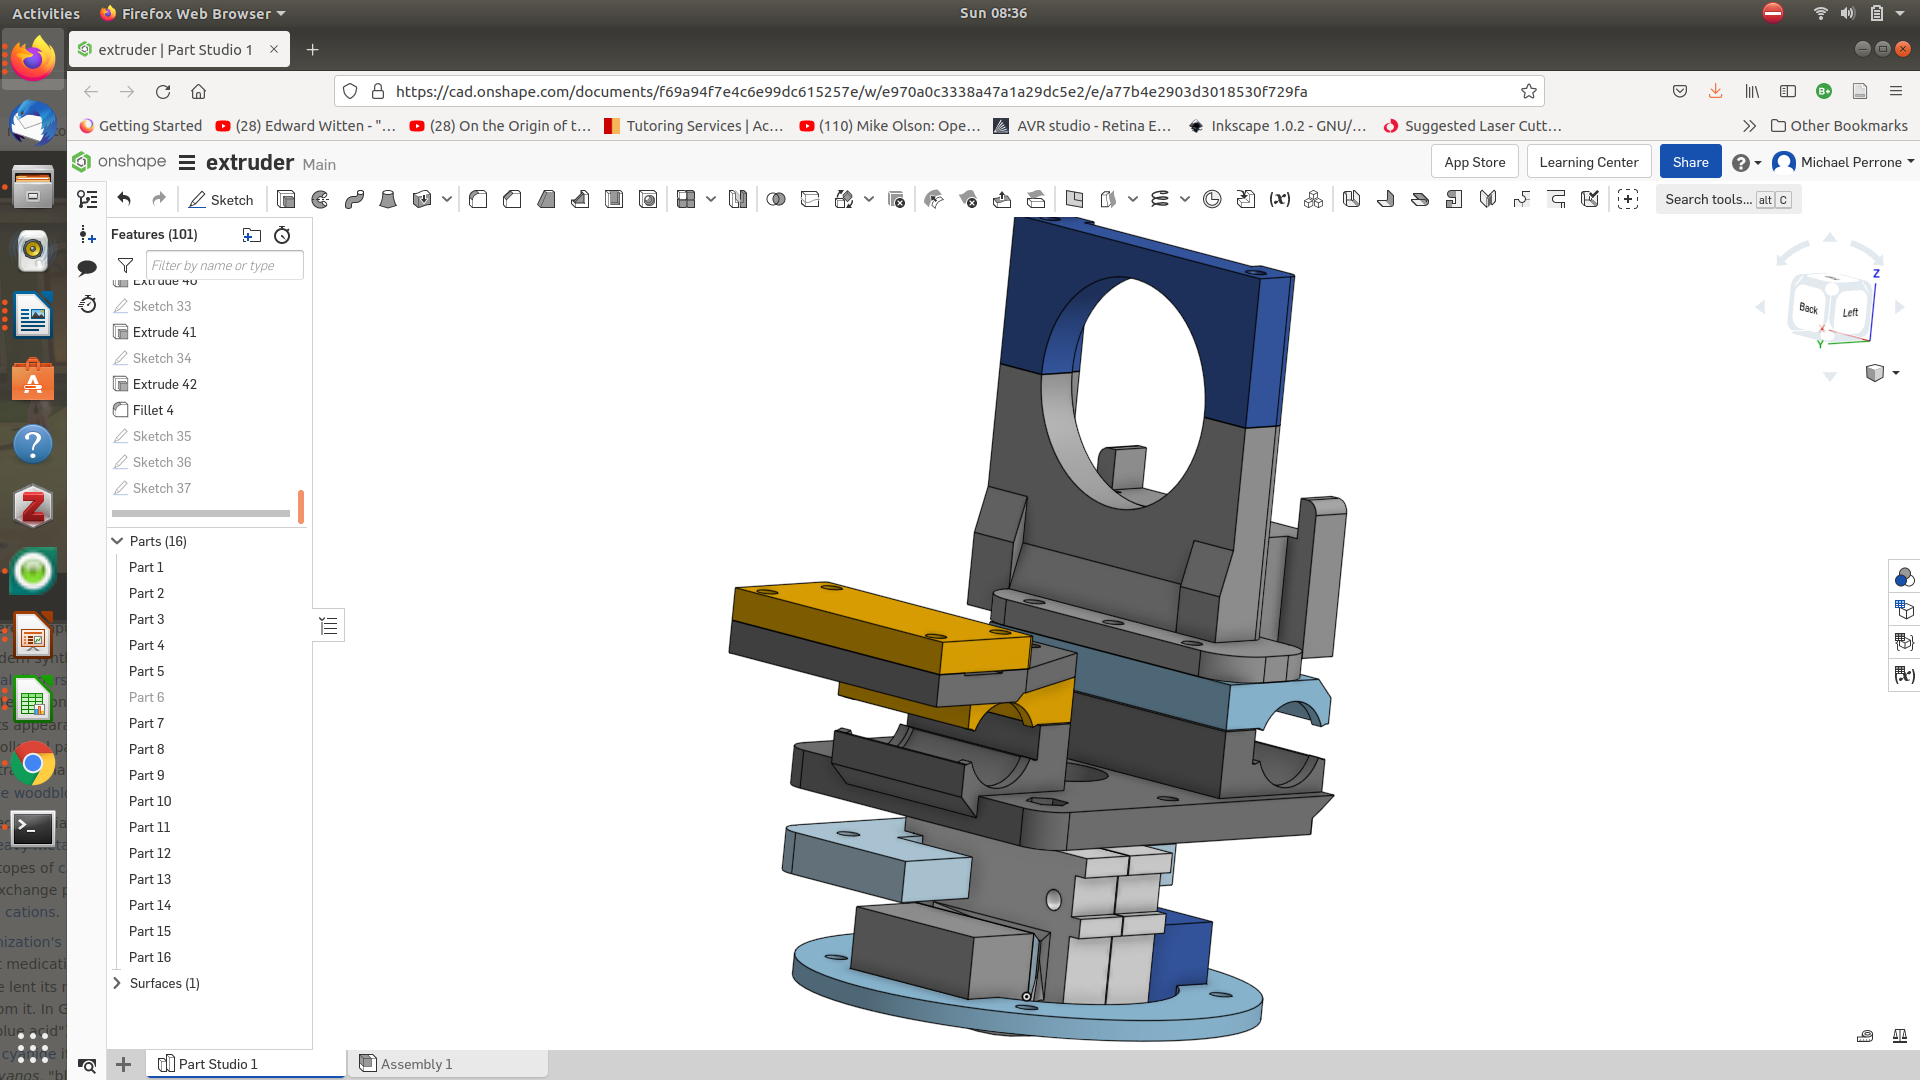 Activities Firefox Web Browser Sun 08:36
extruder | Part Studio 1
https://cad.onshape.com/documents/f69a94f7e4c6e99dc615257e/w/e970a0c3338a47a1a29dc5e2/e/a77b4e2903d3018530f729fa
Getting Started (28) Edward Witten - "... (28) On the Origin of t... Tutoring Services | Ac... (110) Mike Olson: Ope... AVR studio - Retina E... Inkscape 1.0.2 - GNU/... Suggested Laser Cutt... Other Bookmarks
onshape extruder Main App Store Learning Center Share Michael Perrone
Sketch Search tools... alt C
Features (101)
Filter by name or type
Extrude 40
Sketch 33
Extrude 41
Sketch 34
Extrude 42
Fillet 4
Sketch 35
Sketch 36
Sketch 37
Parts (16)
Part 1
Part 2
Part 3
Part 4
Part 5
Part 6
Part 7
Part 8
Part 9
Part 10
Part 11
Part 12
Part 13
Part 14
Part 15
Part 16
Surfaces (1)
Z
Back Left
Y
Part Studio 1 Assembly 1